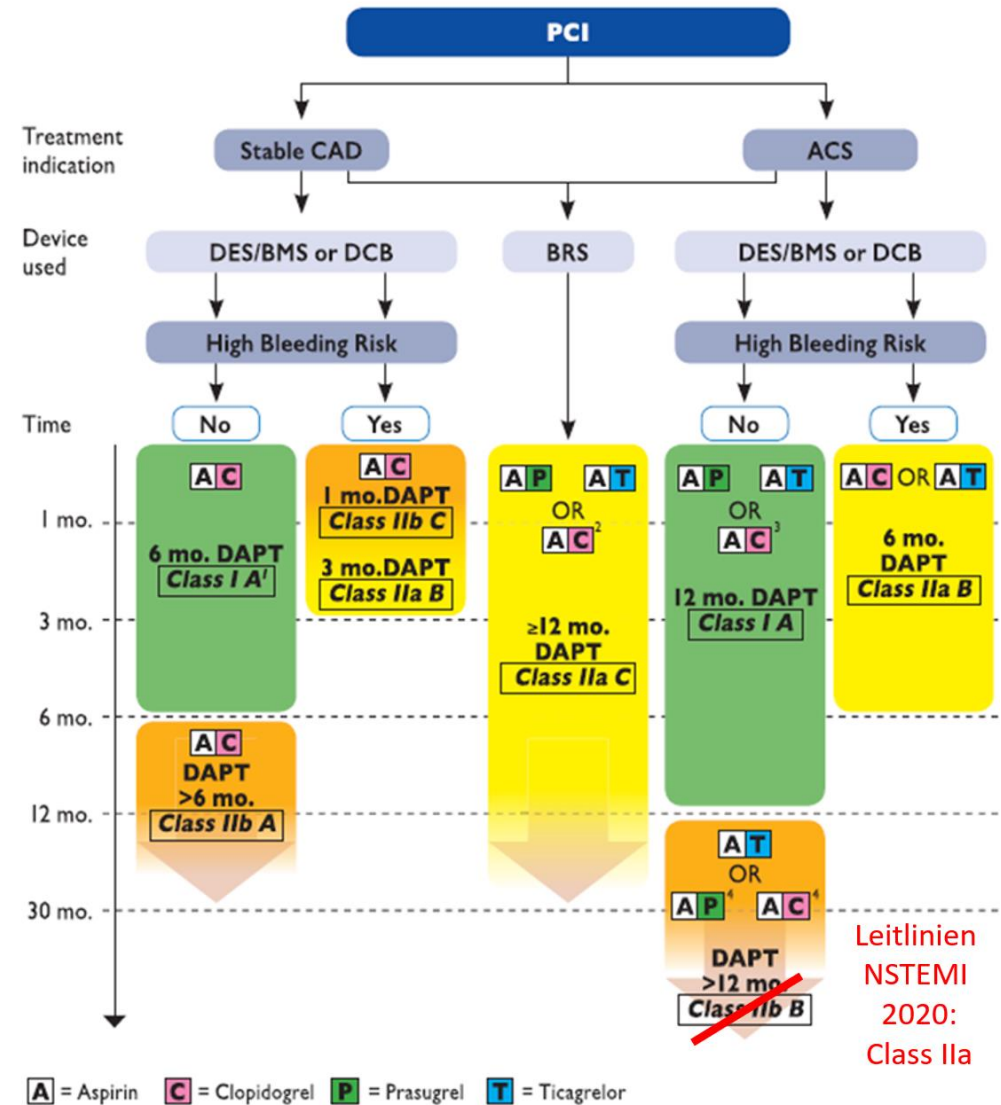 PCI
Treatment
indication
Stable CAD
ACS
Device
used
DES/BMS or DCB
BRS
DES/BMS or DCB
High Bleeding Risk
High Bleeding Risk
Time
No
Yes
No
Yes
A C
1 mo.DAPT
Class IIb C
3 mo.DAPT
Class IIa B
A C
6 mo. DAPT
Class I A¹
A P A T
OR
A C²
≥12 mo.
DAPT
Class IIa C
A P A T
OR
A C³
12 mo. DAPT
Class I A
A C OR A T
6 mo.
DAPT
Class IIa B
1 mo.
3 mo.
6 mo.
12 mo.
30 mo.
A C
DAPT
>6 mo.
Class IIb A
A T
OR
A P⁴ A C⁴
DAPT
>12 mo.
Class IIb B
Leitlinien
NSTEMI
2020:
Class IIa
A = Aspirin C = Clopidogrel P = Prasugrel T = Ticagrelor